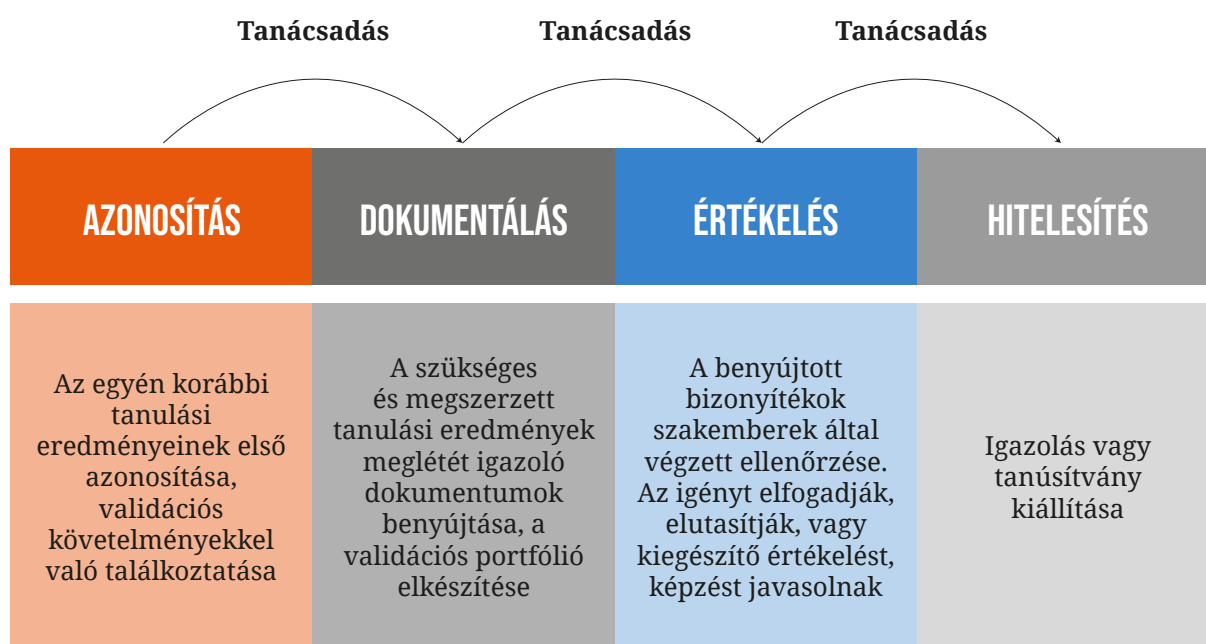 Tanácsadás Tanácsadás Tanácsadás
AZONOSÍTÁS
DOKUMENTÁLÁS
ÉRTÉKELÉS
HITELESÍTÉS
Az egyén korábbi
tanulási
eredményeinek első
azonosítása,
validációs
követelményekkel
való találkoztatása
A szükséges
és megszerzett
tanulási eredmények
meglétét igazoló
dokumentumok
benyújtása, a
validációs portfólió
elkészítése
A benyújtott
bizonyítékok
szakemberek által
végzett ellenőrzése.
Az igényt elfogadják,
elutasítják, vagy
kiegészítő értékelést,
képzést javasolnak
Igazolás vagy
tanúsítvány
kiállítása